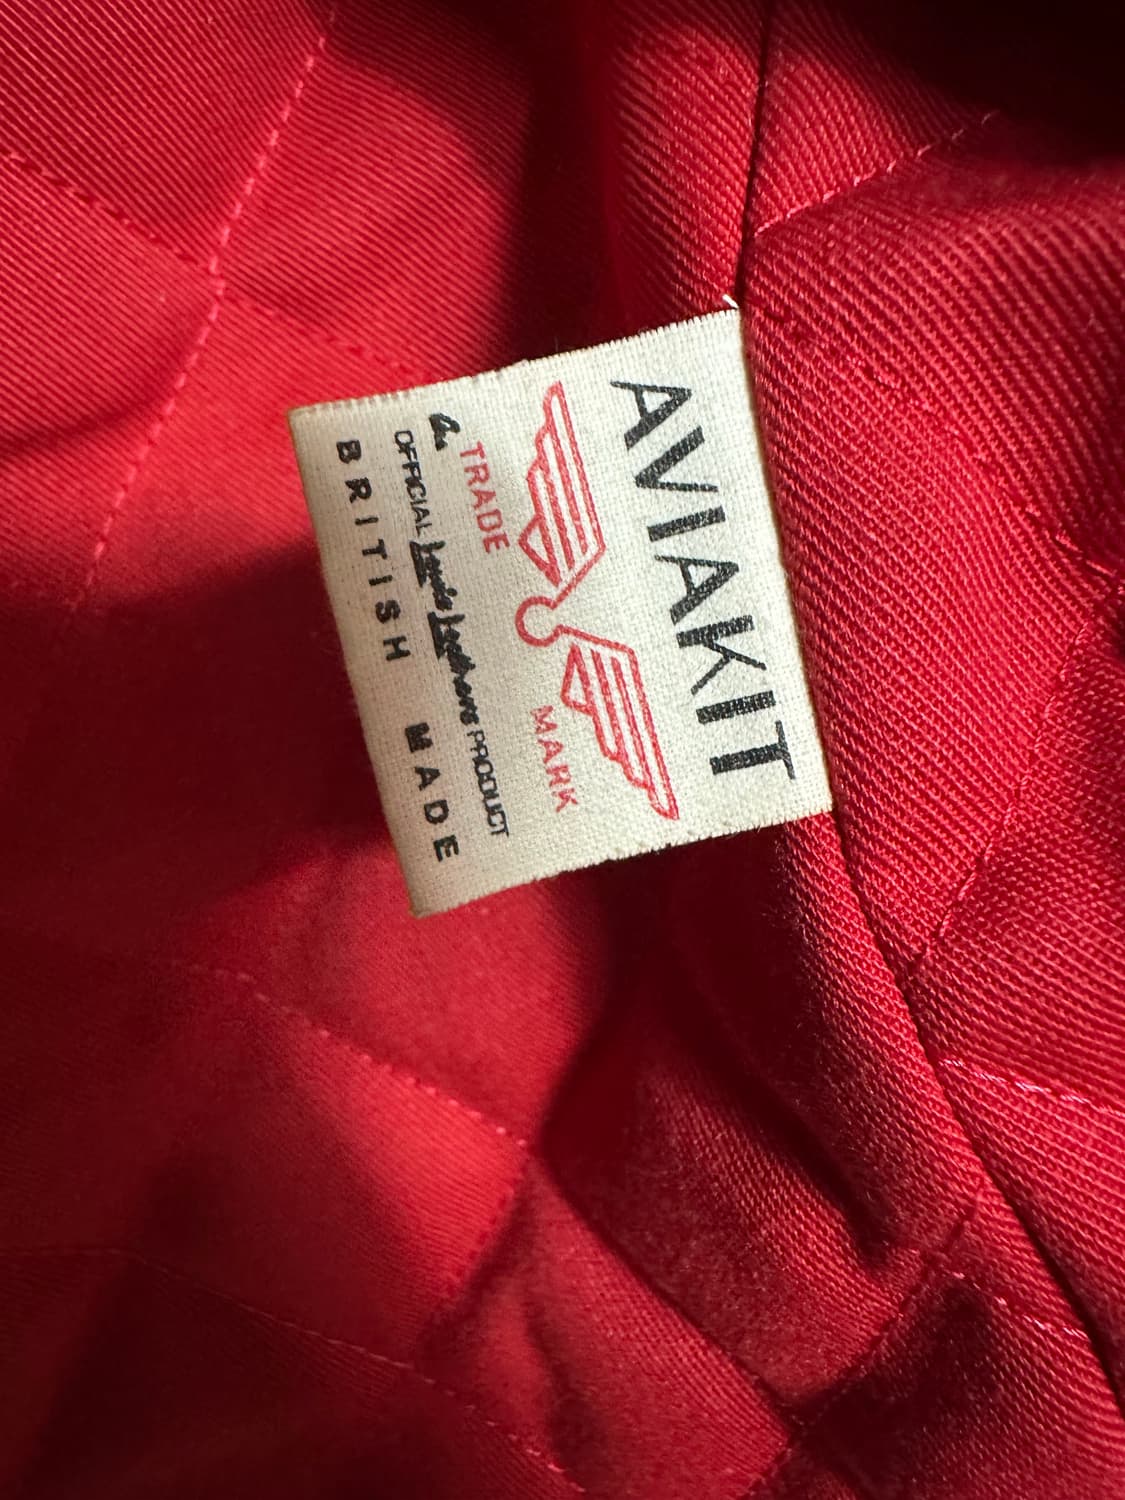 AVIAKIT
TRADE MARK
a
OFFICIAL Lewis Leathers PRODUCT
BRITISH MADE